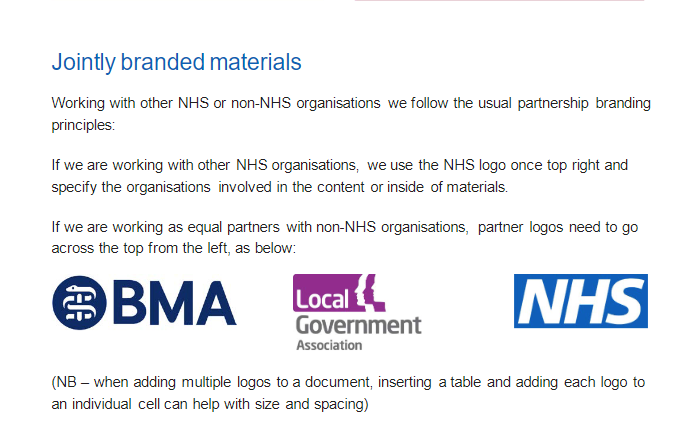 Jointly branded materials
Working with other NHS or non-NHS organisations we follow the usual partnership branding
principles:
If we are working with other NHS organisations, we use the NHS logo once top right and
specify the organisations involved in the content or inside of materials.
If we are working as equal partners with non-NHS organisations, partner logos need to go
across the top from the left, as below:
BMA
Local
Government
Association
NHS
(NB – when adding multiple logos to a document, inserting a table and adding each logo to
an individual cell can help with size and spacing)